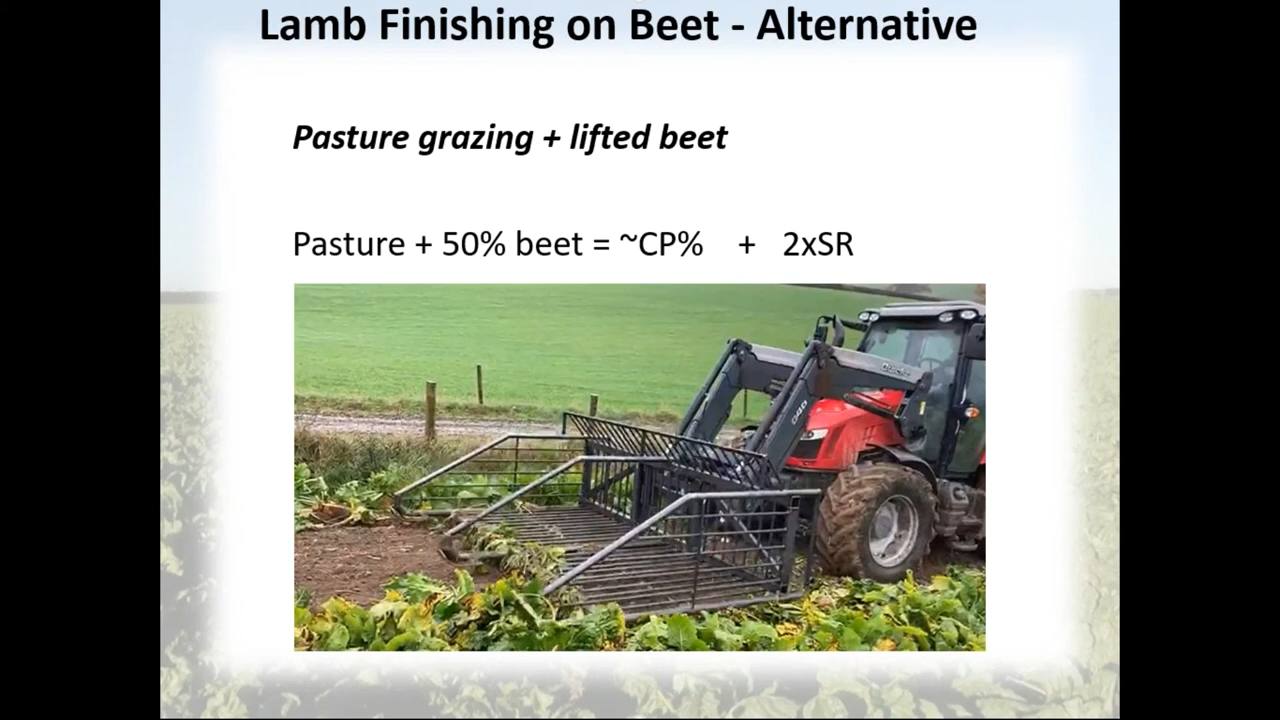 Lamb Finishing on Beet - Alternative
Pasture grazing + lifted beet
Pasture + 50% beet = ~CP% + 2xSR